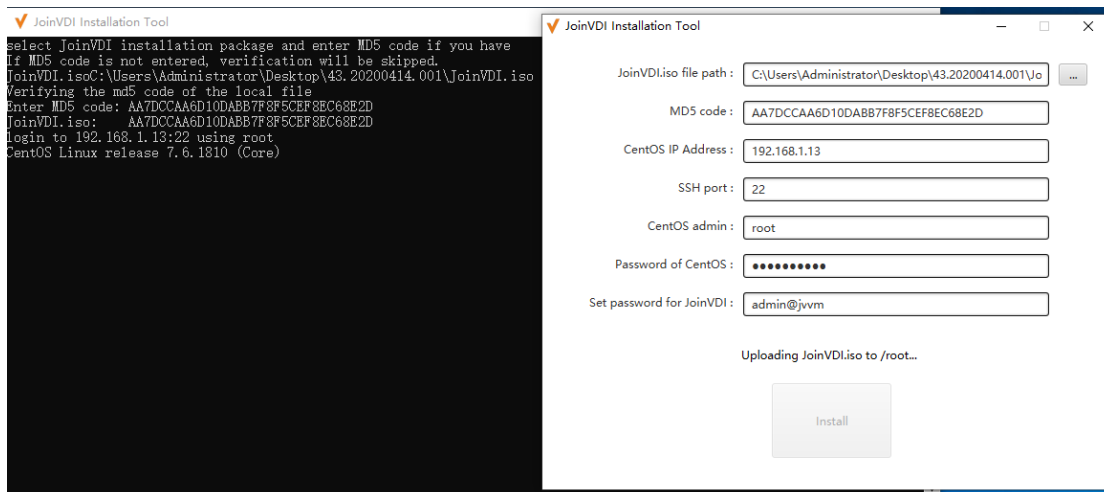 JoinVDI Installation Tool
select JoinVDI installation package and enter MD5 code if you have
If MD5 code is not entered, verification will be skipped.
JoinVDI.isoC:\Users\Administrator\Desktop\43.20200414.001\JoinVDI.iso
Verifying the md5 code of the local file
Enter MD5 code: AA7DCCAA6D10DABB7F8F5CEF8EC68E2D
JoinVDI.iso: AA7DCCAA6D10DABB7F8F5CEF8EC68E2D
login to 192.168.1.13:22 using root
CentOS Linux release 7.6.1810 (Core)
JoinVDI Installation Tool
JoinVDI.iso file path : C:\Users\Administrator\Desktop\43.20200414.001\Jo ...
MD5 code : AA7DCCAA6D10DABB7F8F5CEF8EC68E2D
CentOS IP Address : 192.168.1.13
SSH port : 22
CentOS admin : root
Password of CentOS : ●●●●●●●●●●
Set password for JoinVDI : admin@jvvm
Uploading JoinVDI.iso to /root...
Install